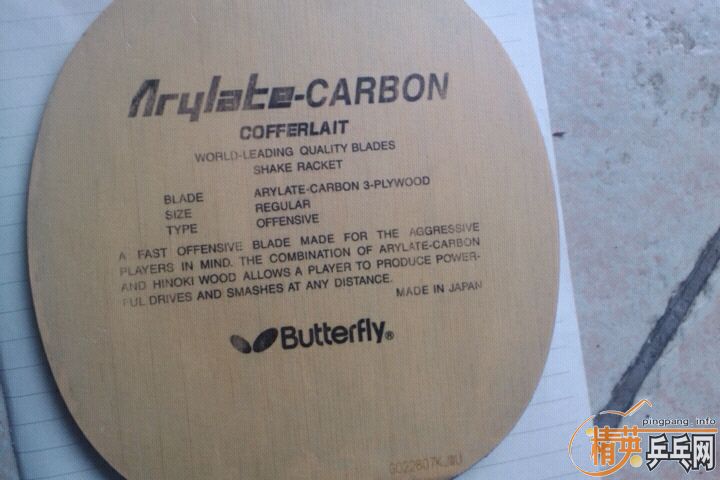 Arylate-CARBON
COFFERLAIT
WORLD-LEADING QUALITY BLADES
SHAKE RACKET
BLADE ARYLATE-CARBON 3-PLYWOOD
SIZE REGULAR
TYPE OFFENSIVE
A FAST OFFENSIVE BLADE MADE FOR THE AGGRESSIVE
PLAYERS IN MIND. THE COMBINATION OF ARYLATE-CARBON
AND HINOKI WOOD ALLOWS A PLAYER TO PRODUCE POWER-
FUL DRIVES AND SMASHES AT ANY DISTANCE.
MADE IN JAPAN
Butterfly®
pingpang_info
精英乒乓网